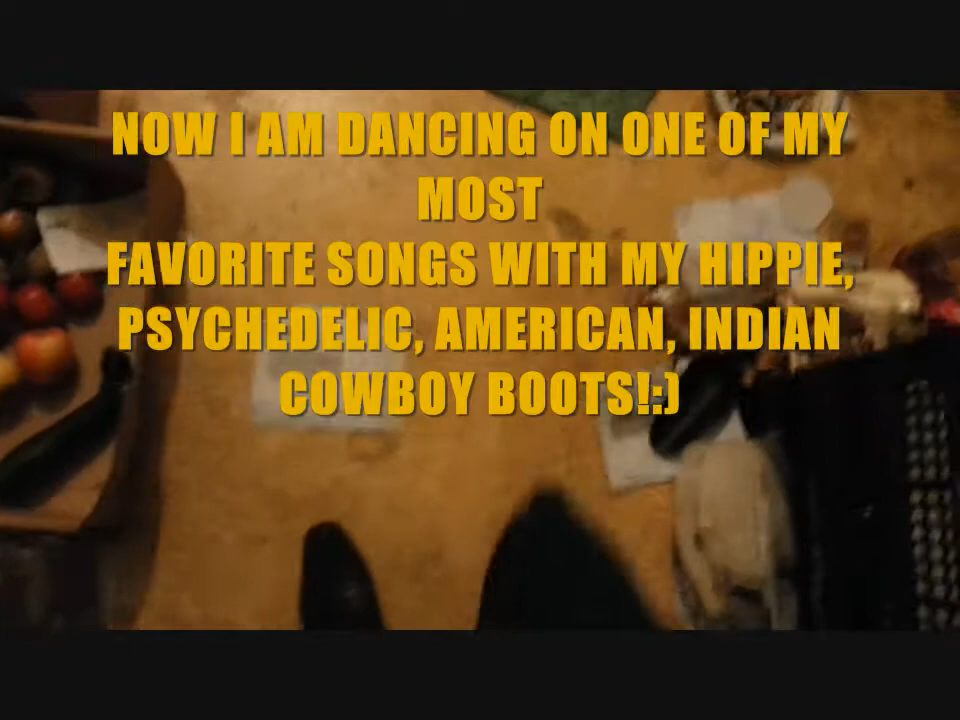 NOW I AM DANCING ON ONE OF MY
MOST
FAVORITE SONGS WITH MY HIPPIE,
PSYCHEDELIC, AMERICAN, INDIAN
COWBOY BOOTS!:)